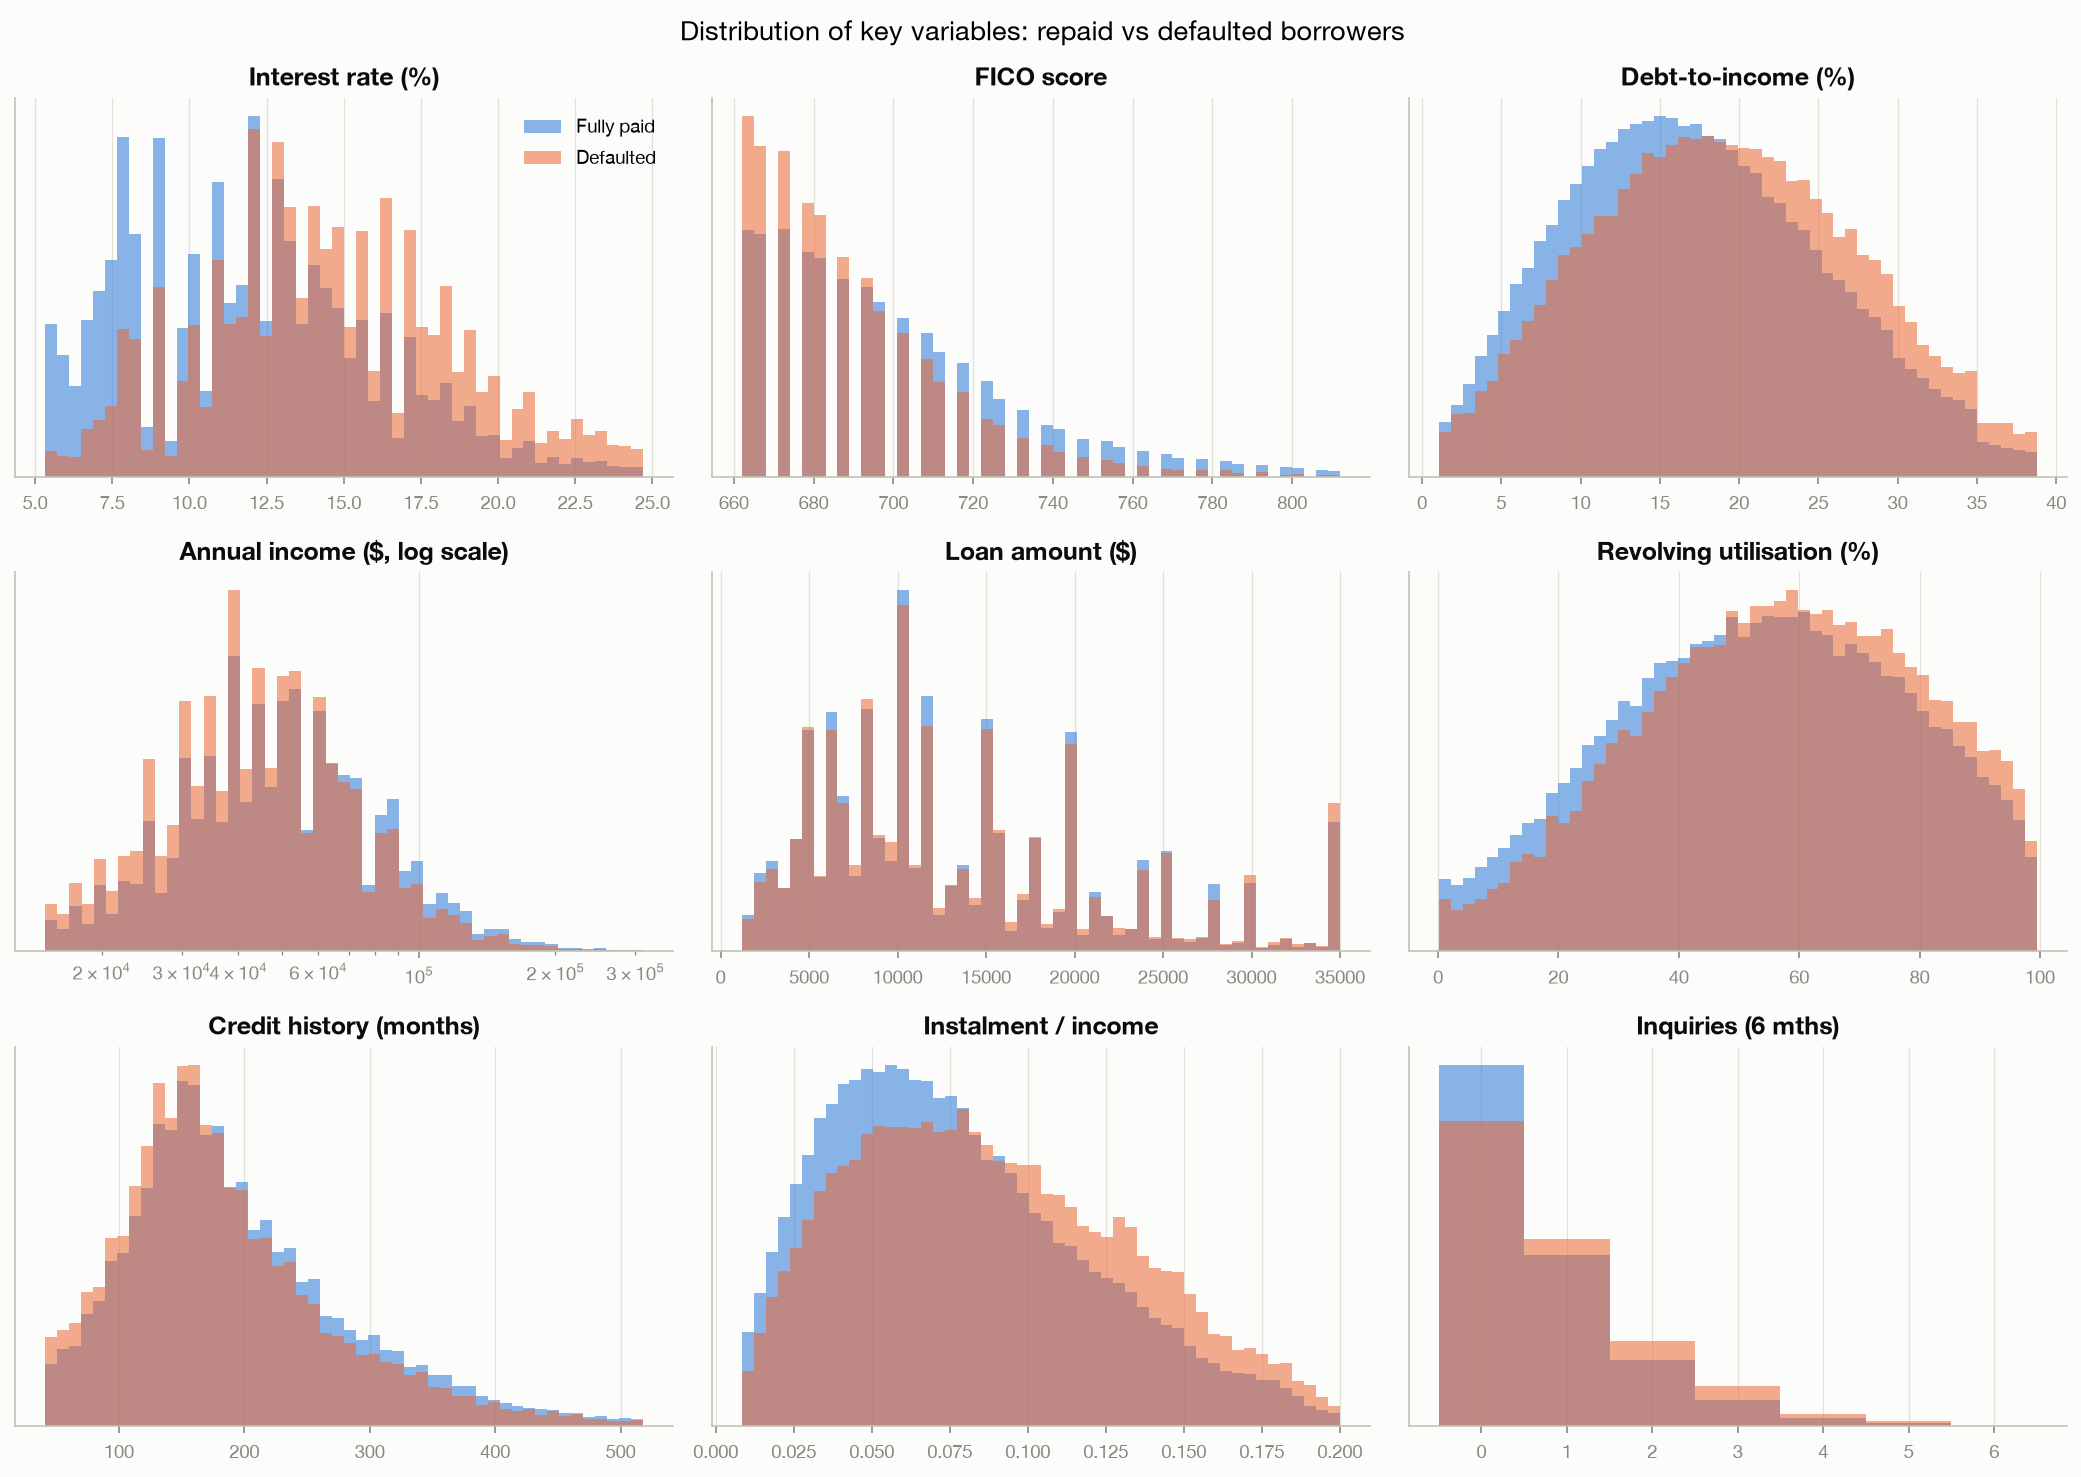 Distribution of key variables: repaid vs defaulted borrowers
Interest rate (%)
Fully paid
Defaulted
5.0 7.5 10.0 12.5 15.0 17.5 20.0 22.5 25.0
FICO score
660 680 700 720 740 760 780 800
Debt-to-income (%)
0 5 10 15 20 25 30 35 40
Annual income ($, log scale)
2 × 10⁴ 3 × 10⁴ 4 × 10⁴ 6 × 10⁴ 10⁵ 2 × 10⁵ 3 × 10⁵
Loan amount ($)
0 5000 10000 15000 20000 25000 30000 35000
Revolving utilisation (%)
0 20 40 60 80 100
Credit history (months)
100 200 300 400 500
Instalment / income
0.000 0.025 0.050 0.075 0.100 0.125 0.150 0.175 0.200
Inquiries (6 mths)
0 1 2 3 4 5 6